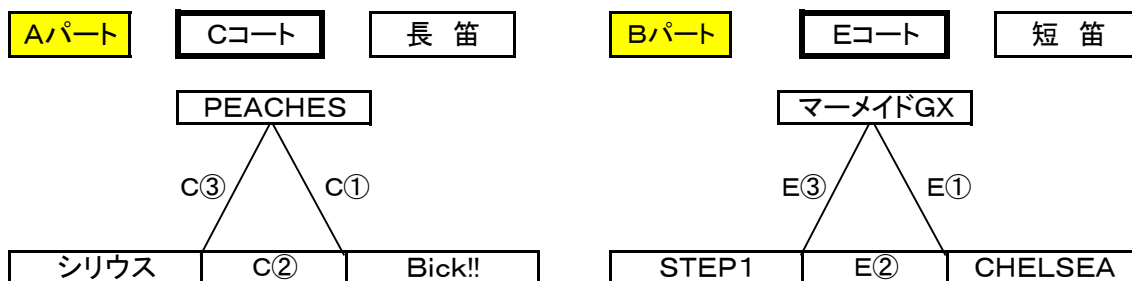 Aパート Cコート 長 笛 Bパート Eコート 短 笛
PEACHES マーメイドGX
C③ C① E③ E①
シリウス C② Bick!! STEP1 E② CHELSEA